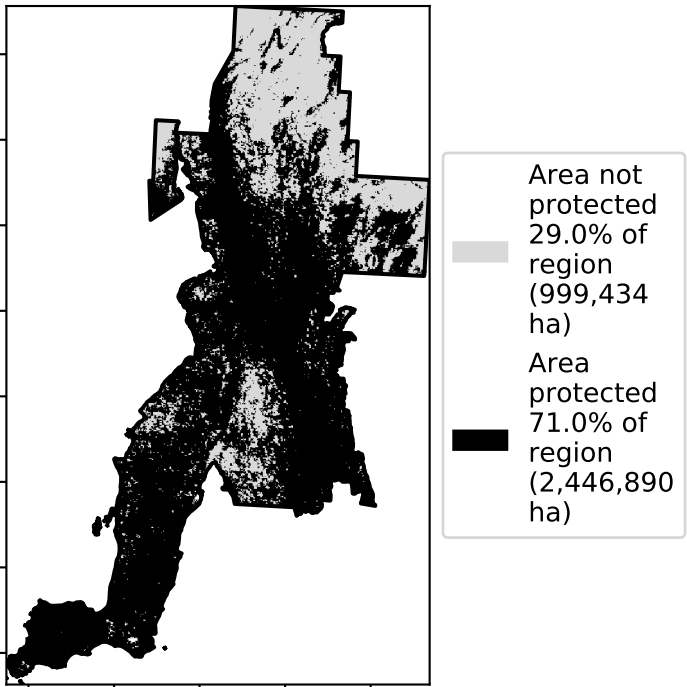 Area not
protected
29.0% of
region
(999,434
ha)
Area
protected
71.0% of
region
(2,446,890
ha)